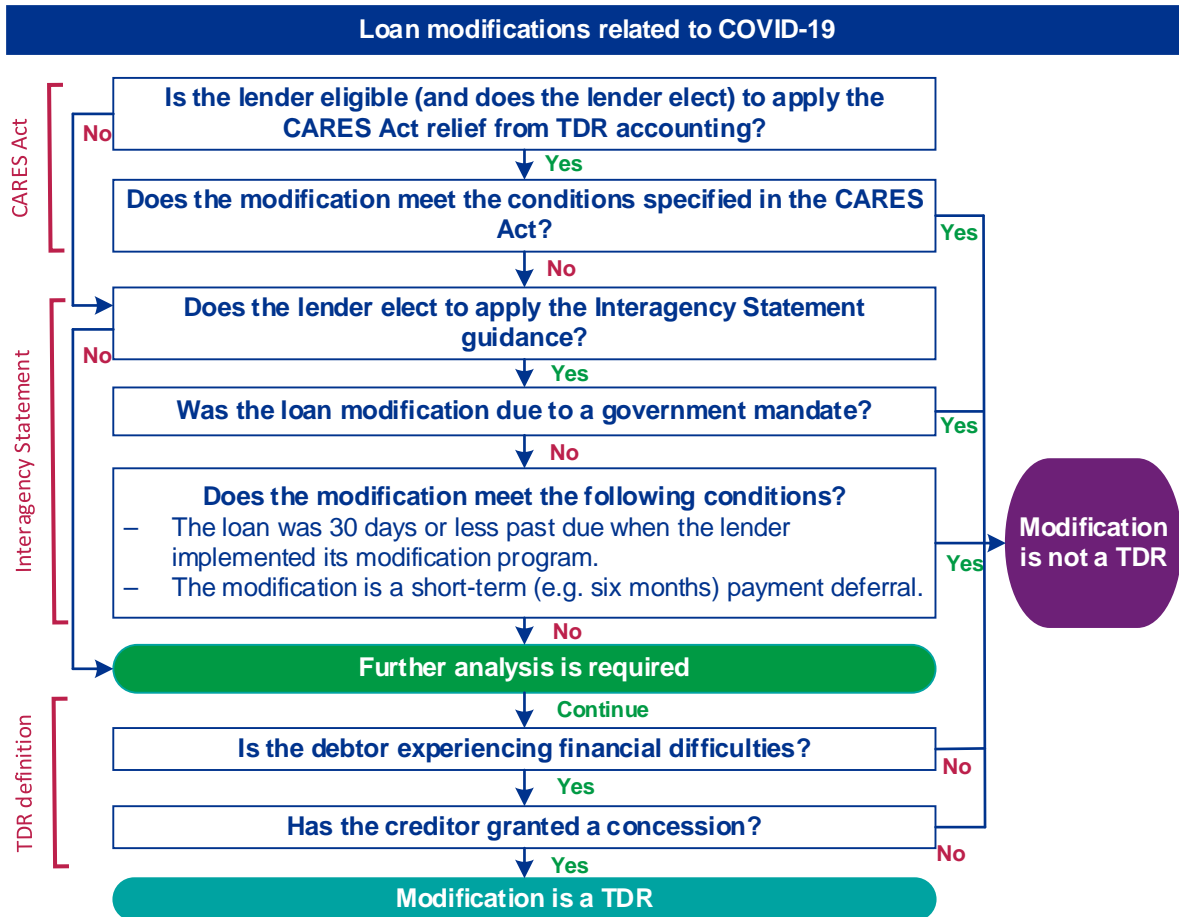 Loan modifications related to COVID-19
CARES Act
Is the lender eligible (and does the lender elect) to apply the
CARES Act relief from TDR accounting?
No
Yes
Does the modification meet the conditions specified in the CARES
Act?
Yes
No
Interagency Statement
Does the lender elect to apply the Interagency Statement
guidance?
No
Yes
Was the loan modification due to a government mandate?
Yes
No
Does the modification meet the following conditions?
– The loan was 30 days or less past due when the lender
implemented its modification program.
– The modification is a short-term (e.g. six months) payment deferral.
Yes
Modification
is not a TDR
No
Further analysis is required
Continue
TDR definition
Is the debtor experiencing financial difficulties?
No
Yes
Has the creditor granted a concession?
No
Yes
Modification is a TDR